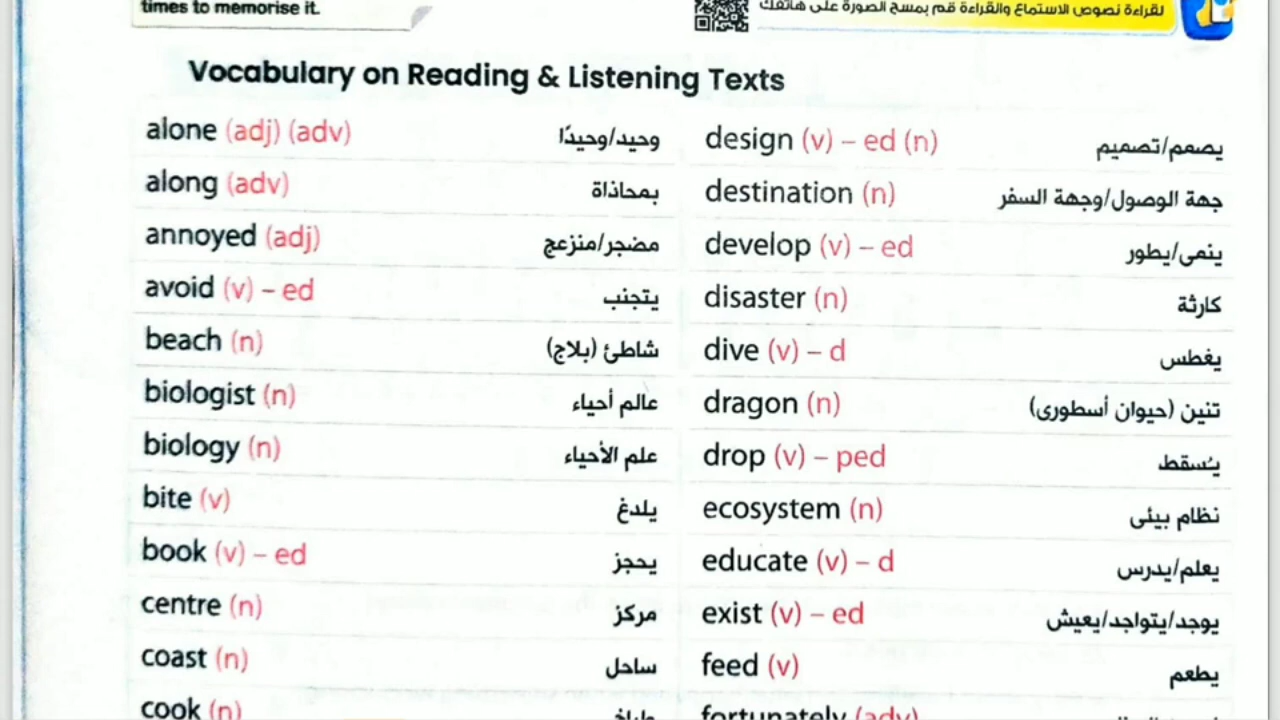 times to memorise it.
لقراءة نصوص الاستماع والقراءة قم بمسح الصورة على هاتفك
Vocabulary on Reading & Listening Texts
alone (adj) (adv) وحيد/وحيدًا
along (adv) بمحاذاة
annoyed (adj) مضجر/منزعج
avoid (v) – ed يتجنب
beach (n) شاطئ (بلاج)
biologist (n) عالم أحياء
biology (n) علم الأحياء
bite (v) يلدغ
book (v) – ed يحجز
centre (n) مركز
coast (n) ساحل
cook (n) طباخ
design (v) – ed (n) يصمم/تصميم
destination (n) جهة الوصول/وجهة السفر
develop (v) – ed ينمى/يطور
disaster (n) كارثة
dive (v) – d يغطس
dragon (n) تنين (حيوان أسطورى)
drop (v) – ped يُسقط
ecosystem (n) نظام بيئى
educate (v) – d يعلم/يدرس
exist (v) – ed يوجد/يتواجد/يعيش
feed (v) يطعم
fortunately (adv)